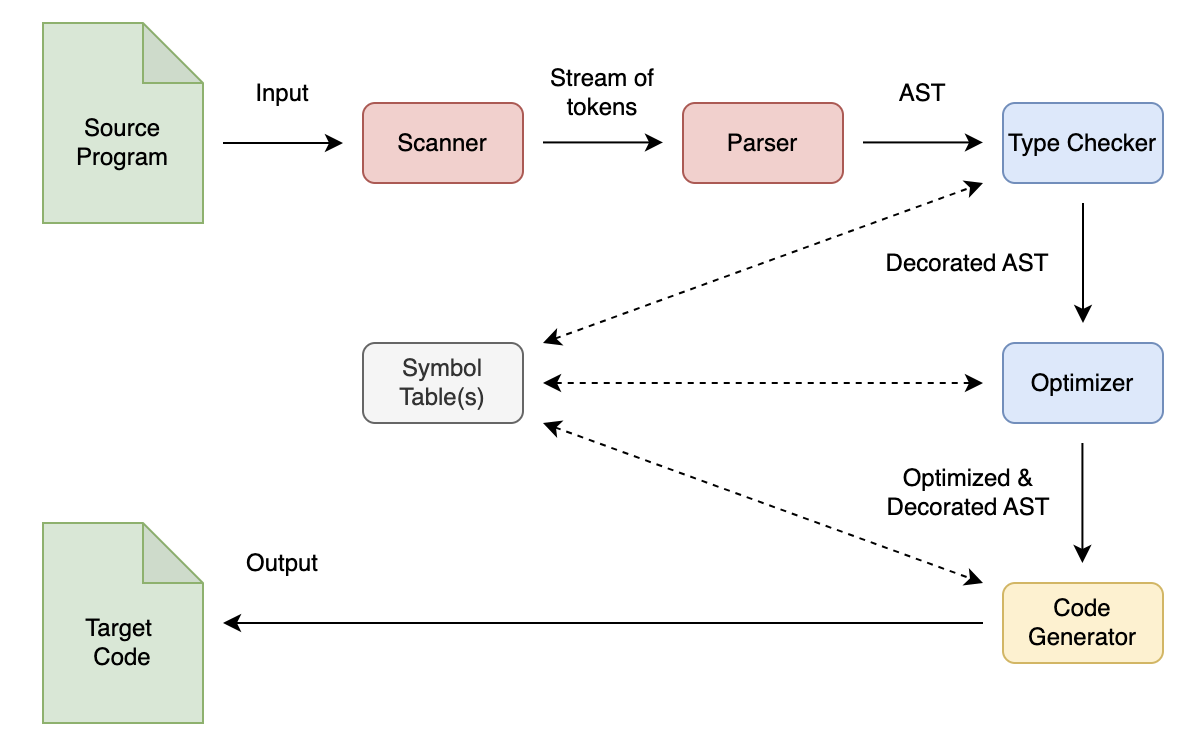 Source
Program
Input
Scanner
Stream of
tokens
Parser
AST
Type Checker
Decorated AST
Symbol
Table(s)
Optimizer
Optimized &
Decorated AST
Code
Generator
Output
Target
Code